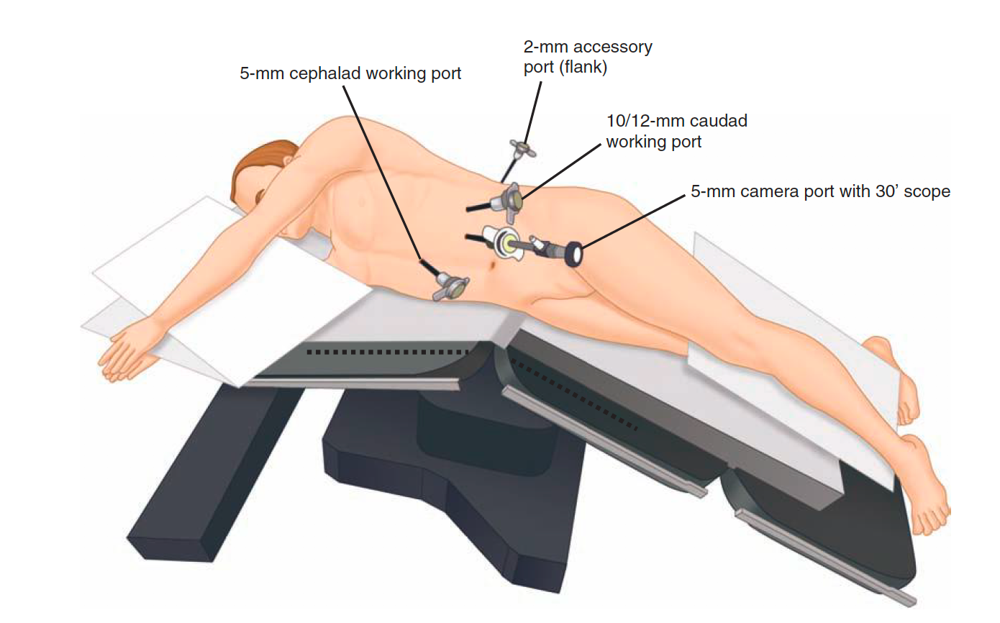 2-mm accessory
port (flank)
5-mm cephalad working port
10/12-mm caudad
working port
5-mm camera port with 30’ scope